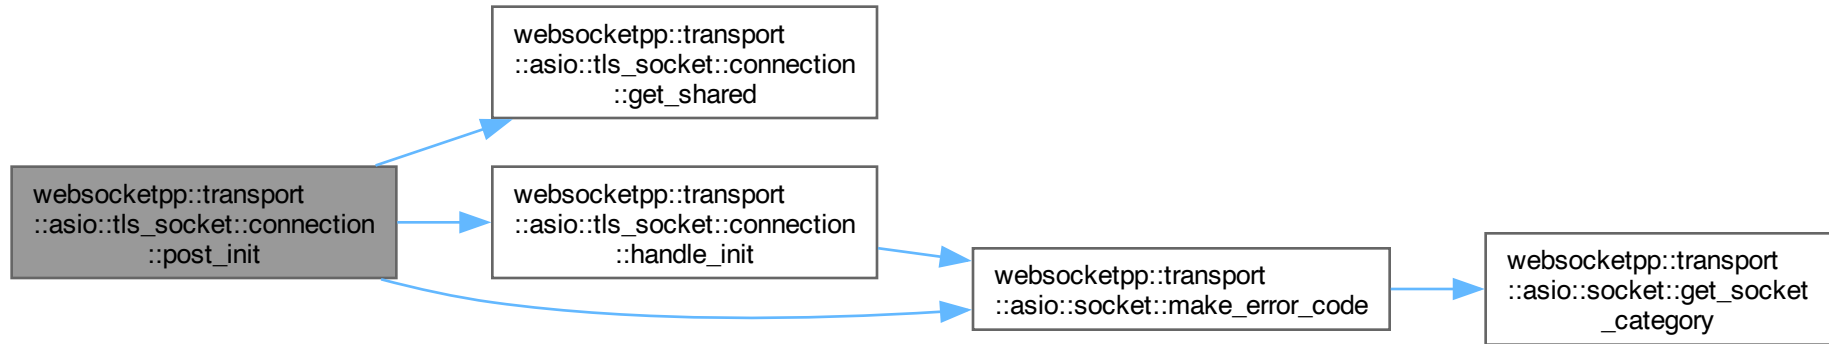 websocketpp::transport
::asio::tls_socket::connection
::get_shared
websocketpp::transport
::asio::tls_socket::connection
::post_init
websocketpp::transport
::asio::tls_socket::connection
::handle_init
websocketpp::transport
::asio::socket::make_error_code
websocketpp::transport
::asio::socket::get_socket
_category